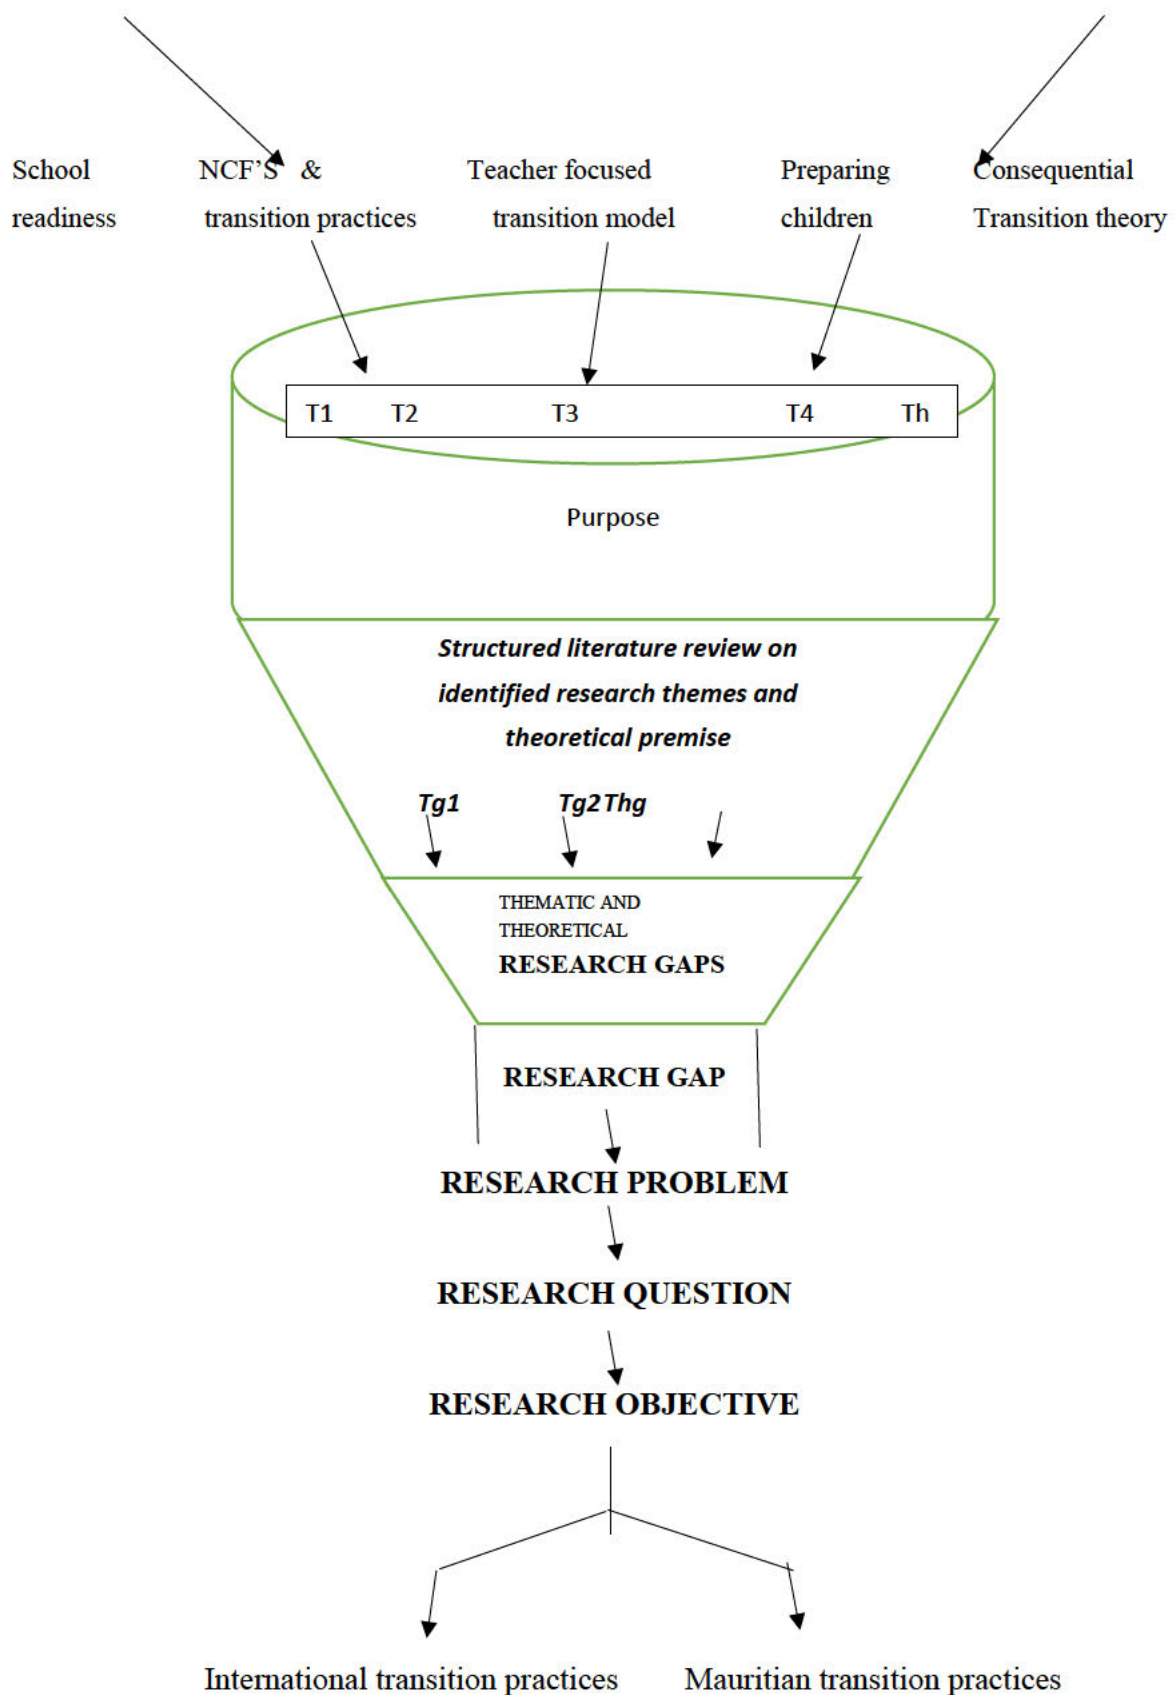 School NCF'S & Teacher focused Preparing Consequential
readiness transition practices transition model children Transition theory
T1 T2 T3 T4 Th
Purpose
Structured literature review on
identified research themes and
theoretical premise
Tg1 Tg2 Thg
THEMATIC AND
THEORETICAL
RESEARCH GAPS
RESEARCH GAP
RESEARCH PROBLEM
RESEARCH QUESTION
RESEARCH OBJECTIVE
International transition practices Mauritian transition practices